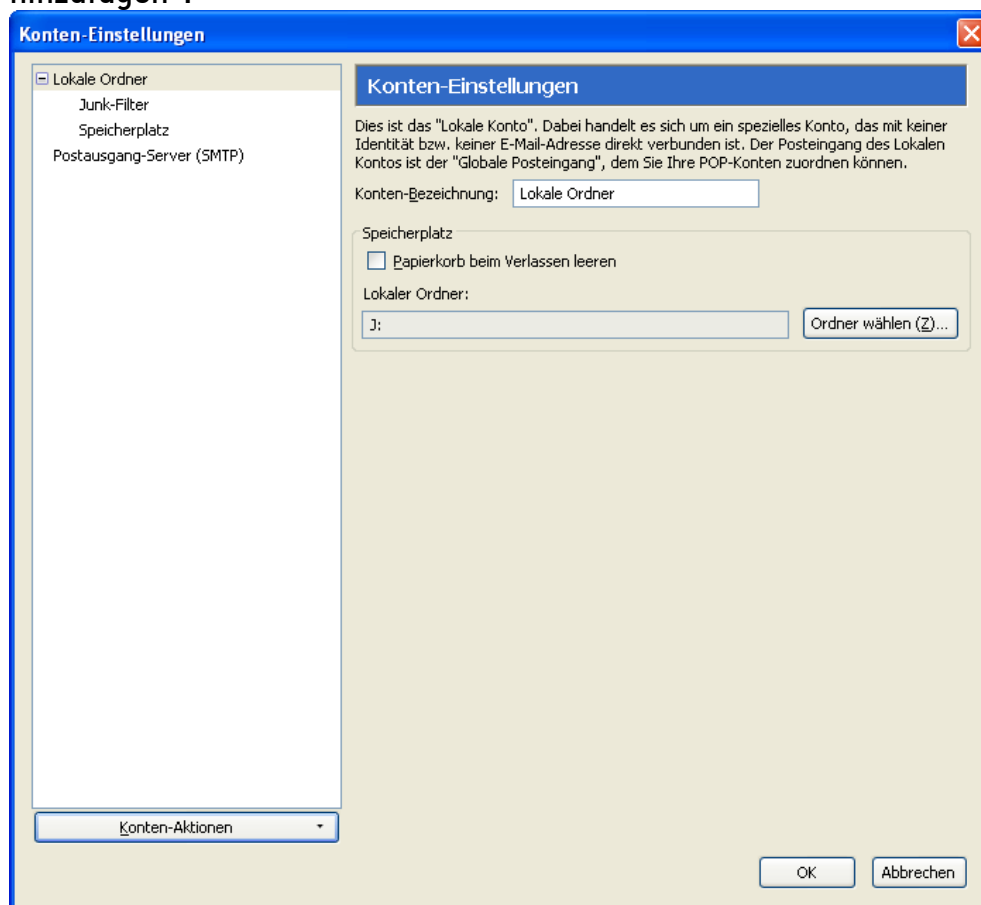 Konten-Einstellungen
Lokale Ordner
Junk-Filter
Speicherplatz
Postausgang-Server (SMTP)
Konten-Aktionen
Konten-Einstellungen
Dies ist das "Lokale Konto". Dabei handelt es sich um ein spezielles Konto, das mit keiner
Identität bzw. keiner E-Mail-Adresse direkt verbunden ist. Der Posteingang des Lokalen
Kontos ist der "Globale Posteingang", dem Sie Ihre POP-Konten zuordnen können.
Konten-Bezeichnung: Lokale Ordner
Speicherplatz
Papierkorb beim Verlassen leeren
Lokaler Ordner:
J: Ordner wählen (Z)...
OK Abbrechen